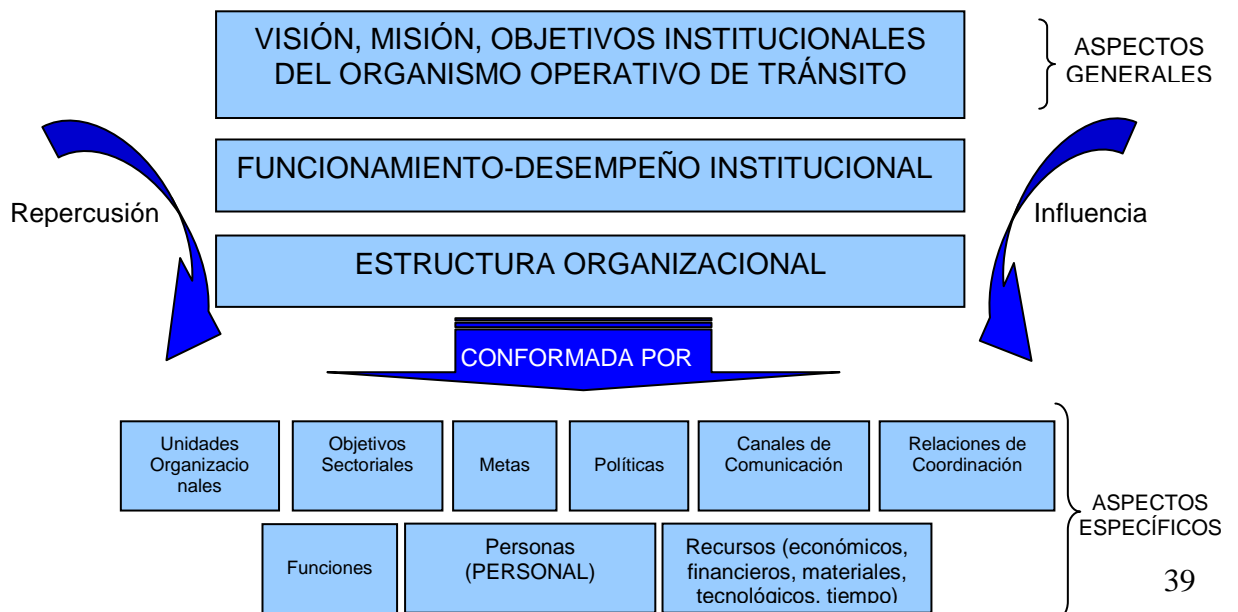 VISIÓN, MISIÓN, OBJETIVOS INSTITUCIONALES
DEL ORGANISMO OPERATIVO DE TRÁNSITO
ASPECTOS
GENERALES
FUNCIONAMIENTO-DESEMPEÑO INSTITUCIONAL
Repercusión
Influencia
ESTRUCTURA ORGANIZACIONAL
CONFORMADA POR
Unidades
Organizacio
nales
Objetivos
Sectoriales
Metas
Políticas
Canales de
Comunicación
Relaciones de
Coordinación
ASPECTOS
ESPECÍFICOS
Funciones
Personas
(PERSONAL)
Recursos (económicos,
financieros, materiales,
tecnológicos, tiempo)
39